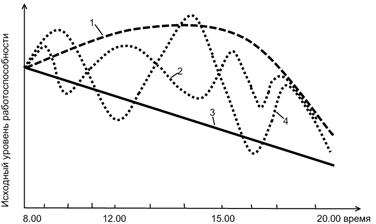 Исходный уровень работоспособности
1
2
3
4
8.00 12.00 15.00 20.00 время